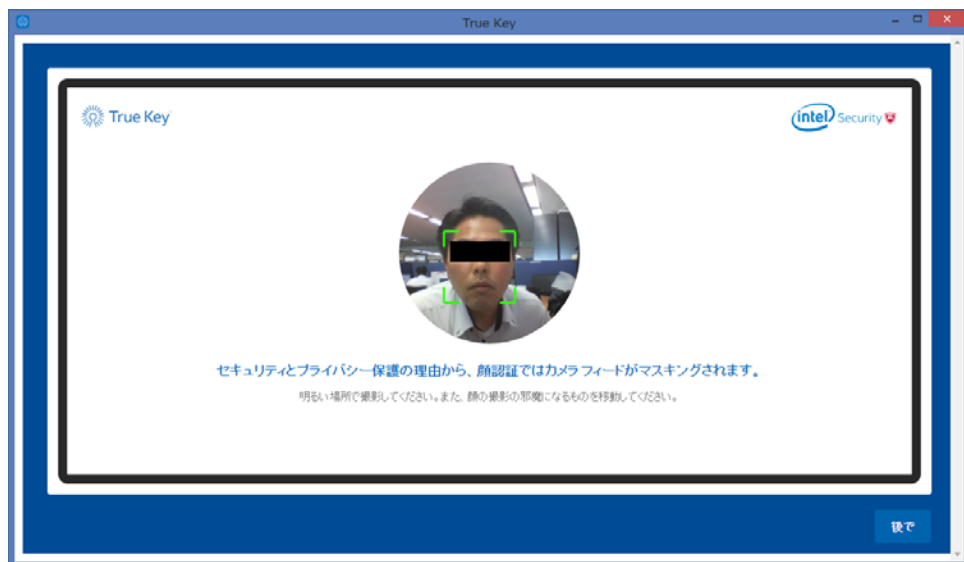 True Key
True Key
intel Security
セキュリティとプライバシー保護の理由から、顔認証ではカメラ フィードがマスキングされます。
明るい場所で撮影してください。また、顔の撮影の邪魔になるものを移動してください。
後で